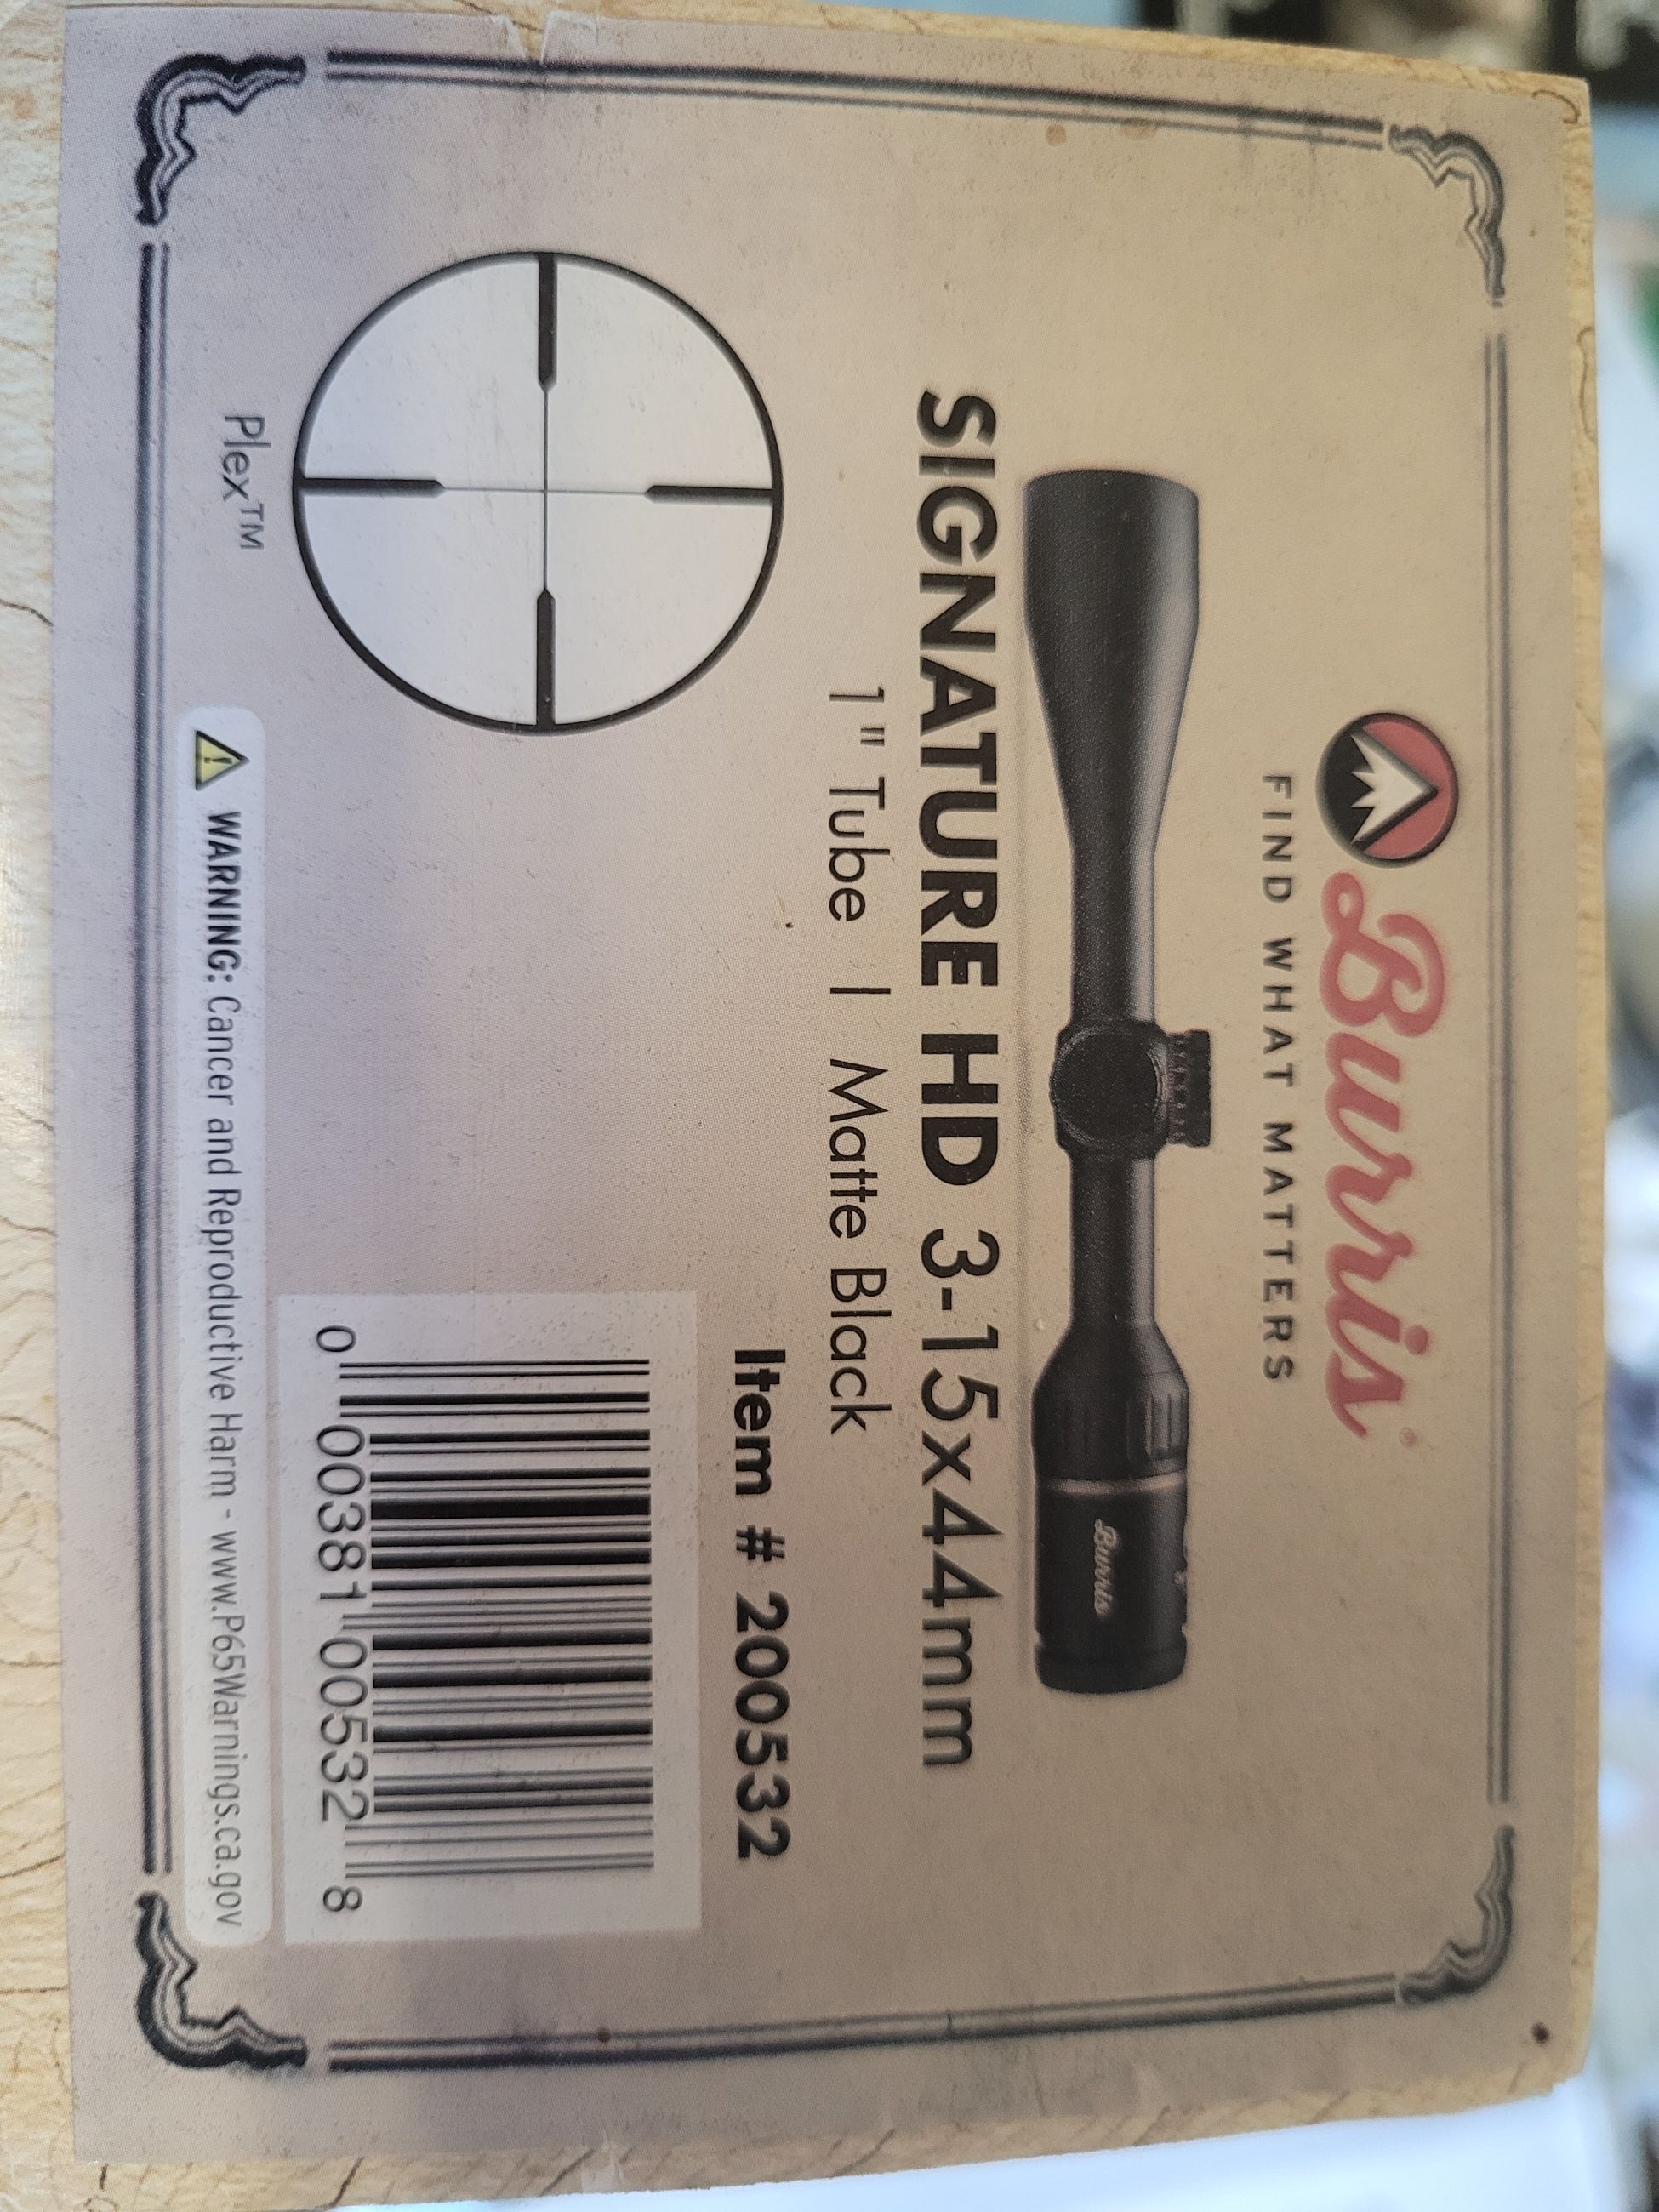 Burris
FIND WHAT MATTERS
Burris
SIGNATURE HD 3-15x44mm
1" Tube | Matte Black
Item # 200532
Plex™
0 00381 00532 8
WARNING: Cancer and Reproductive Harm - www.P65Warnings.ca.gov